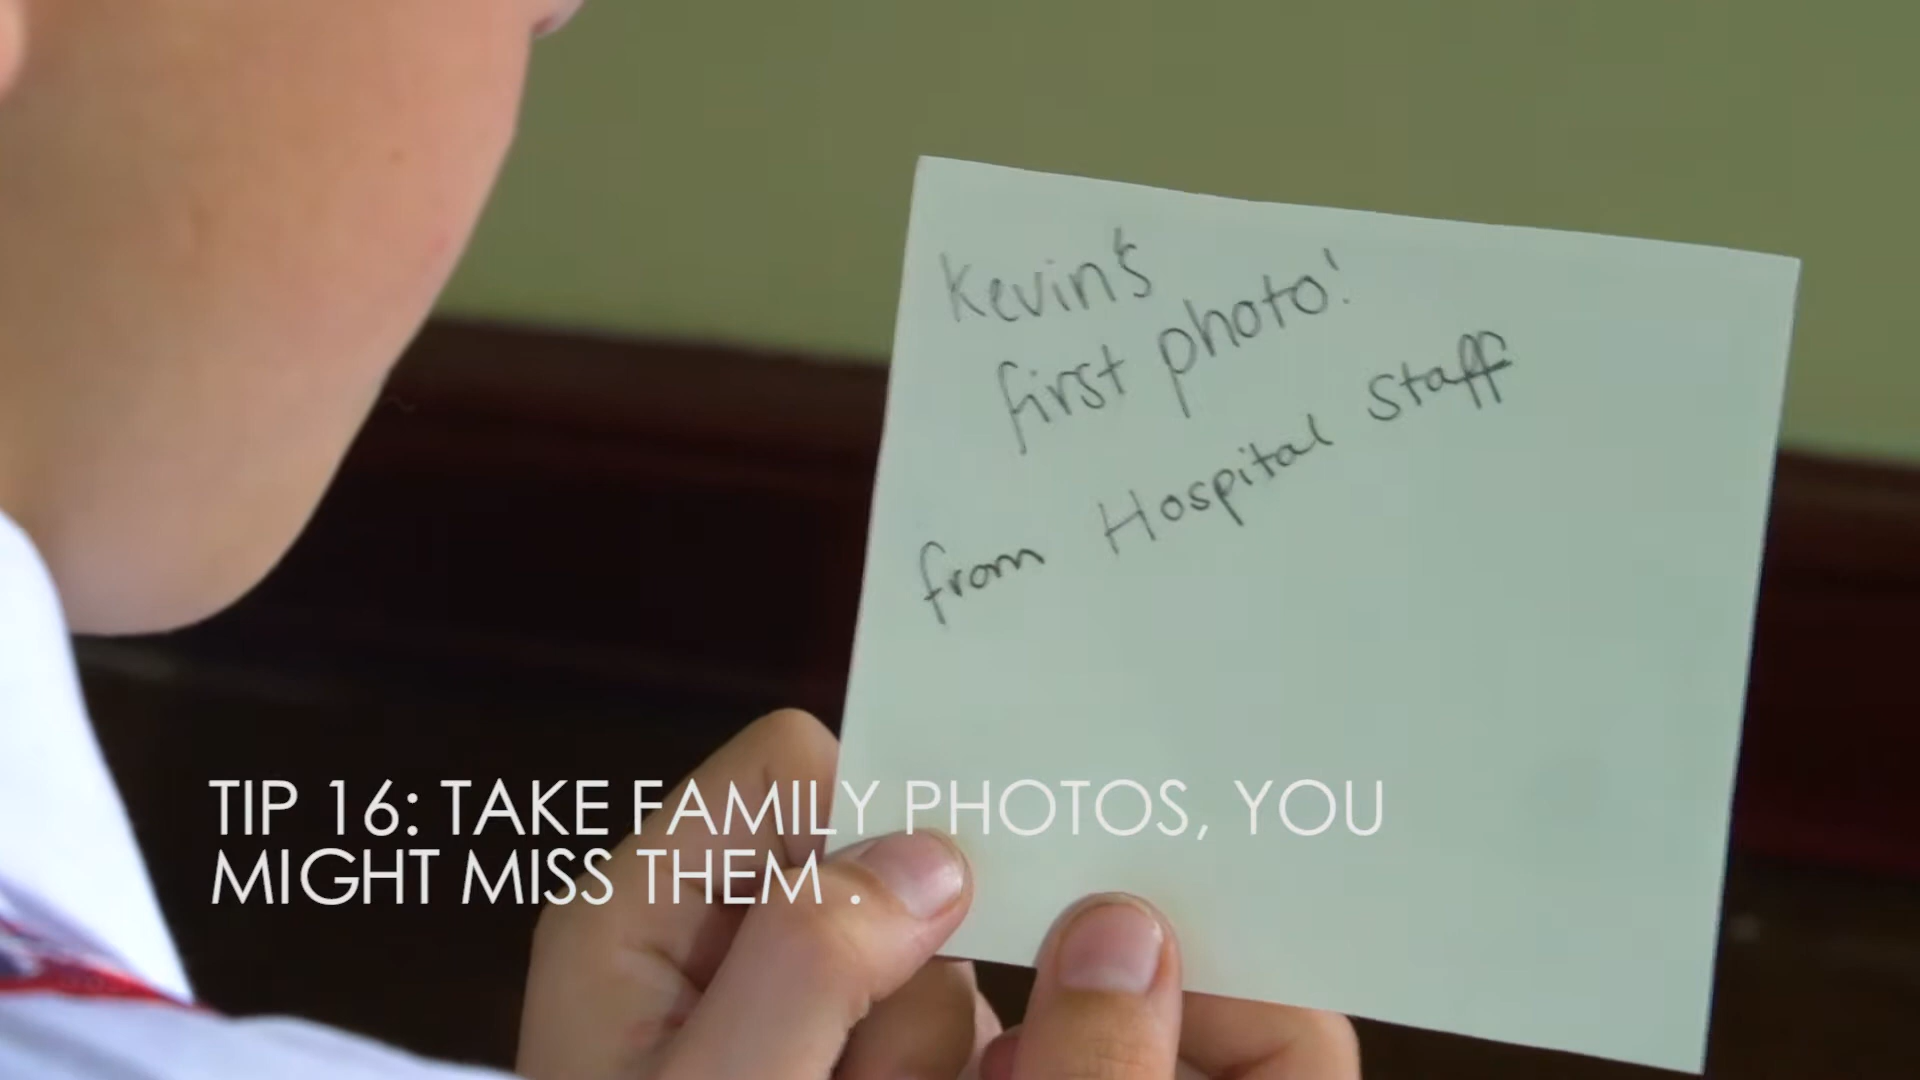 Kevin's
first photo!
from Hospital Staff
TIP 16: TAKE FAMILY PHOTOS, YOU
MIGHT MISS THEM .